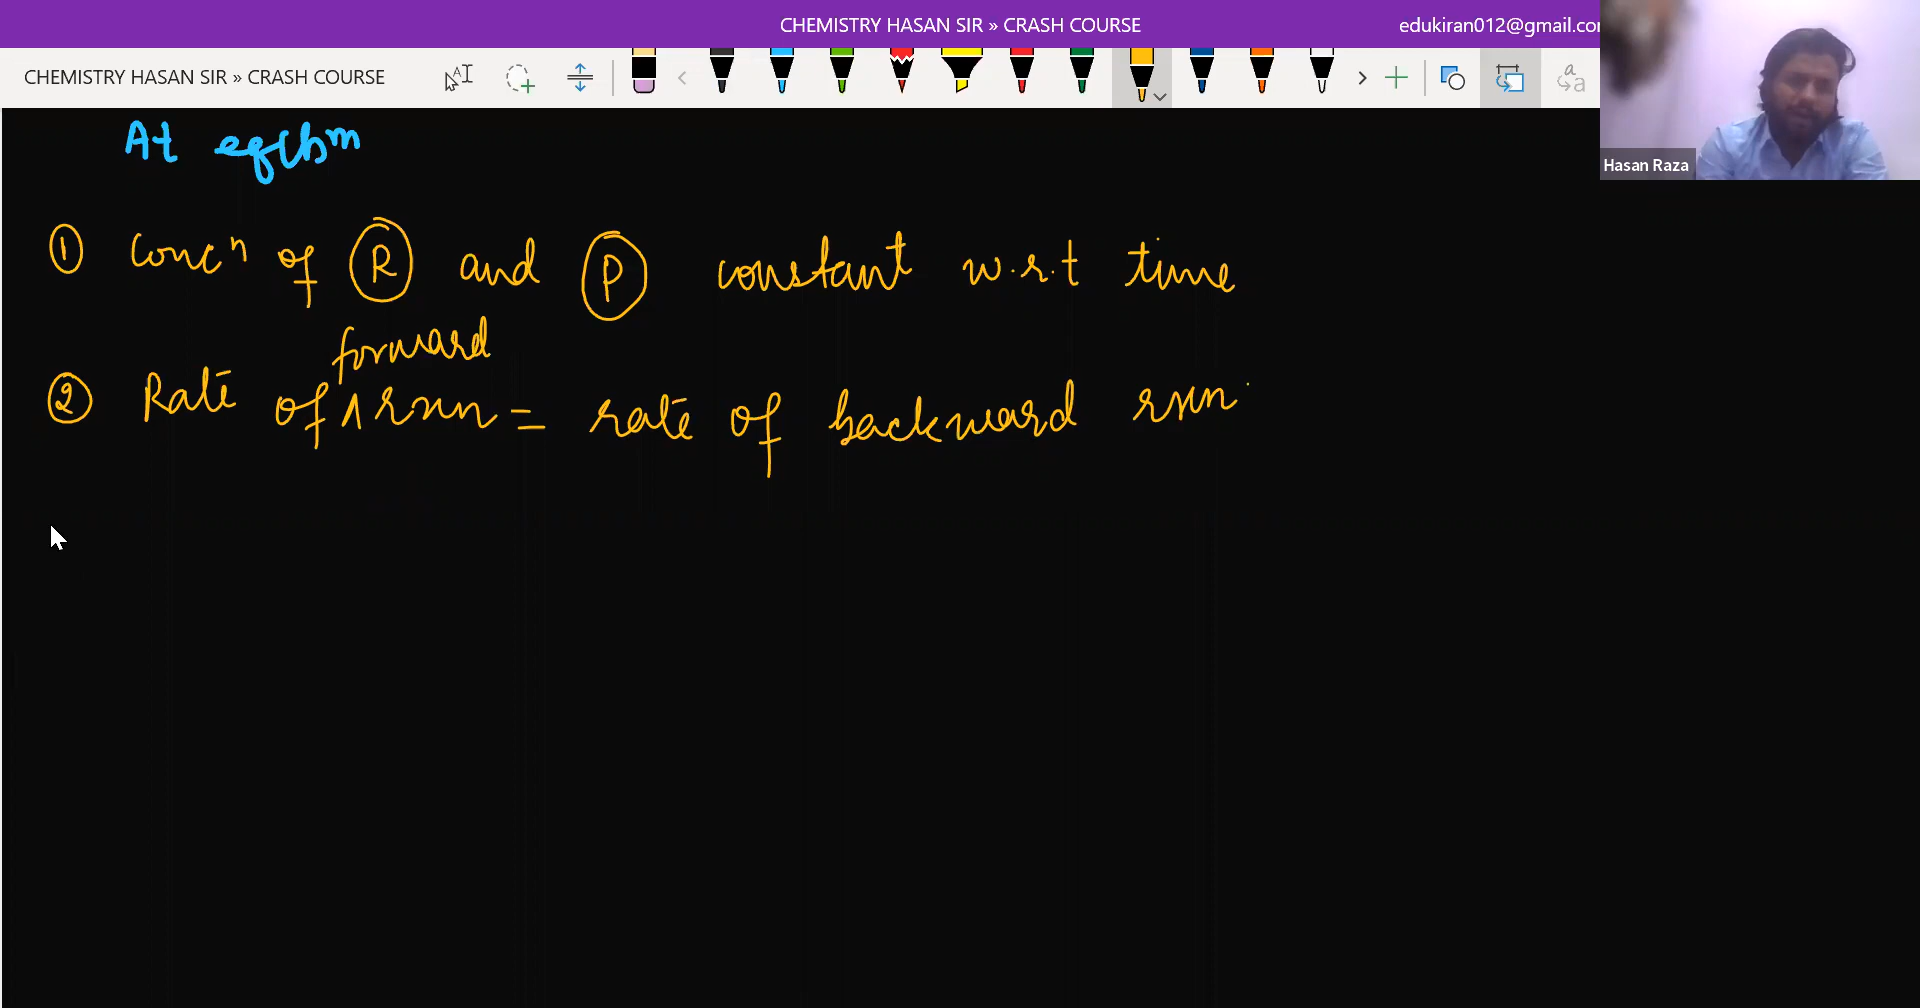 CHEMISTRY HASAN SIR » CRASH COURSE
edukiran012@gmail.co
CHEMISTRY HASAN SIR » CRASH COURSE
Hasan Raza
At eqlbm
① Concⁿ of R and P constant w.r.t time
forward
② Rate of ∧ rxn = rate of backward rxn